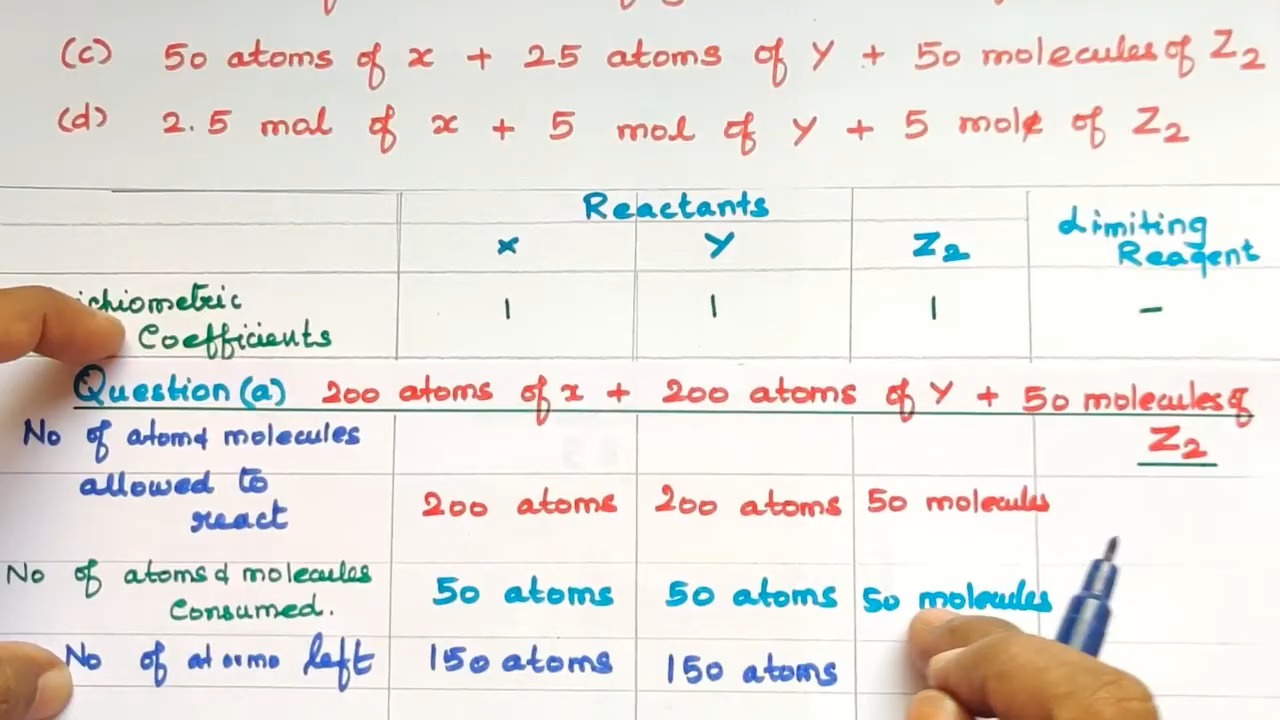 (c) 50 atoms of x + 25 atoms of Y + 50 molecules of Z2
(d) 2.5 mol of x + 5 mol of Y + 5 mol of Z2
Reactants
x Y Z2 Limiting Reagent
ichiometric
Coefficients 1 1 1 –
Question (a) 200 atoms of x + 200 atoms of Y + 50 molecules of
Z2
No of atom & molecules
allowed to
react 200 atoms 200 atoms 50 molecules
No of atoms & molecules
Consumed. 50 atoms 50 atoms 50 molecules
No of atoms left 150 atoms 150 atoms